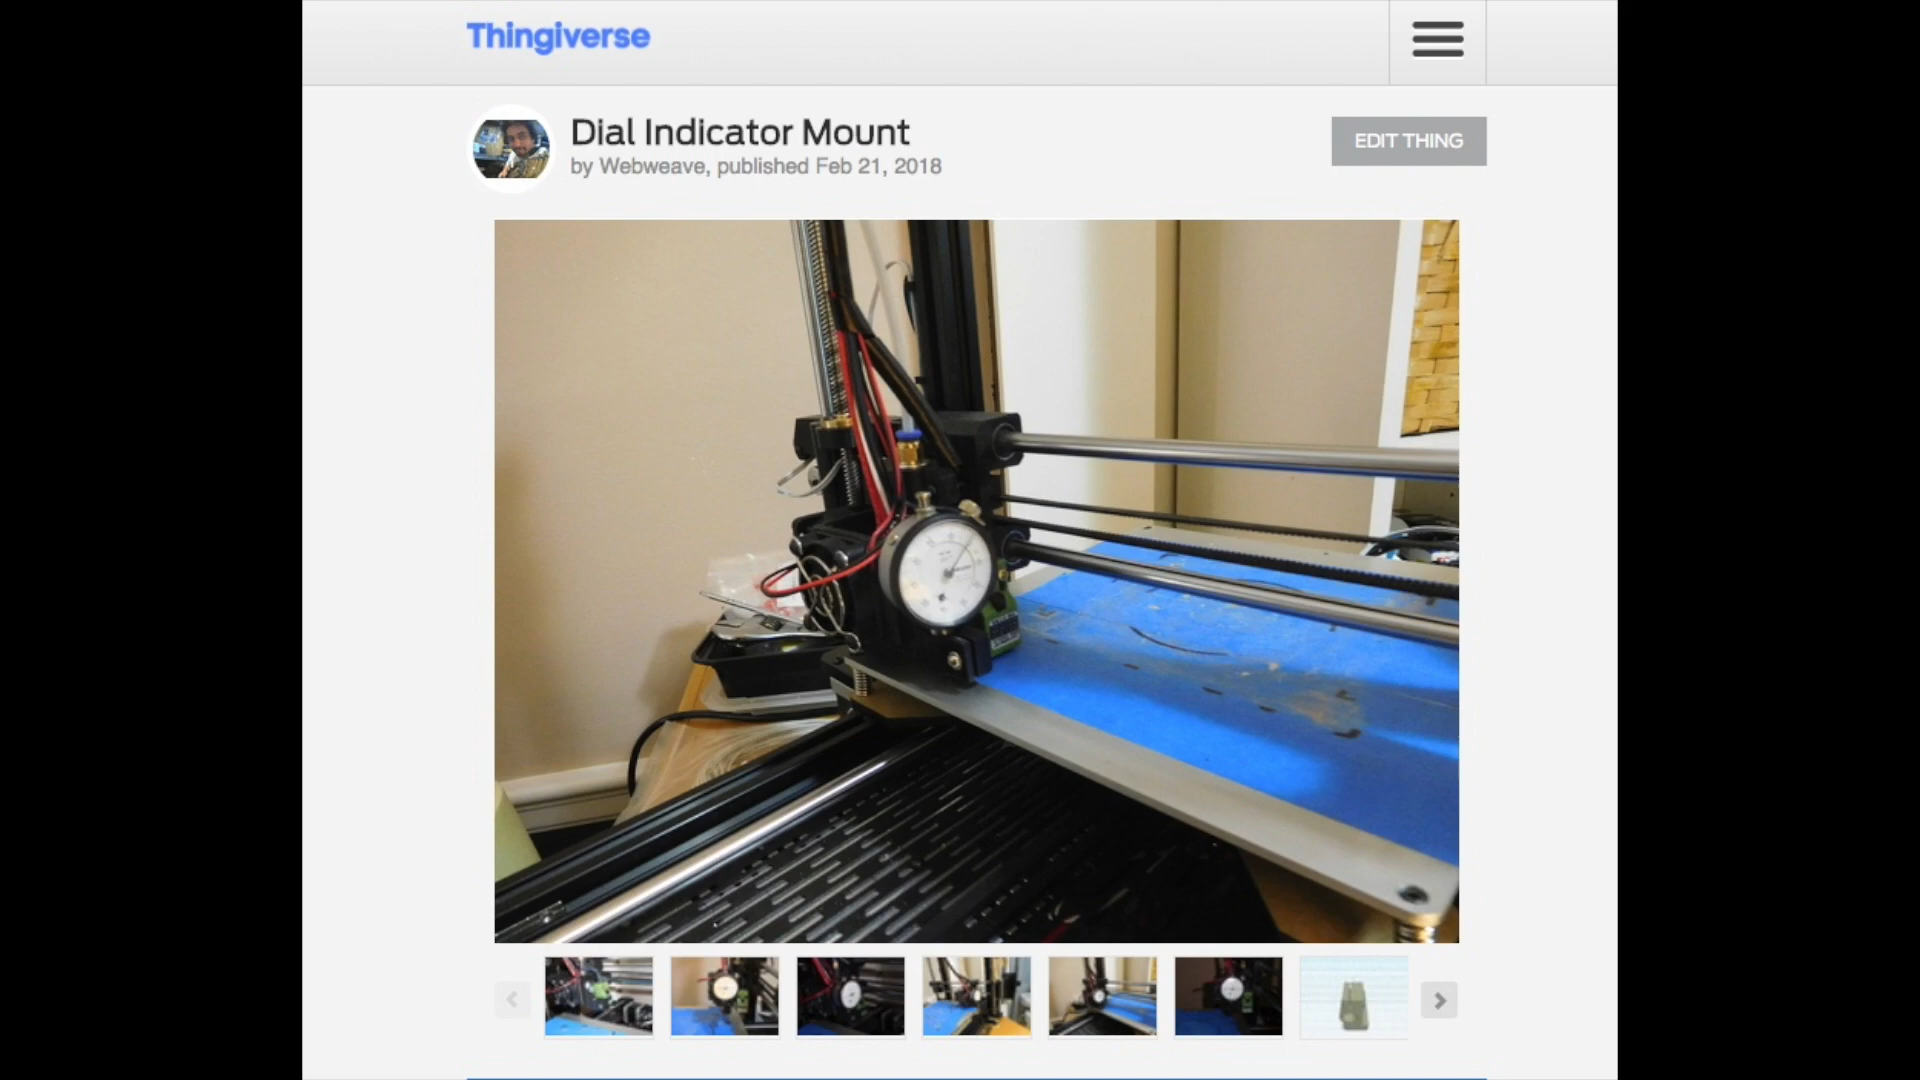 Thingiverse
Dial Indicator Mount
by Webweave, published Feb 21, 2018
EDIT THING